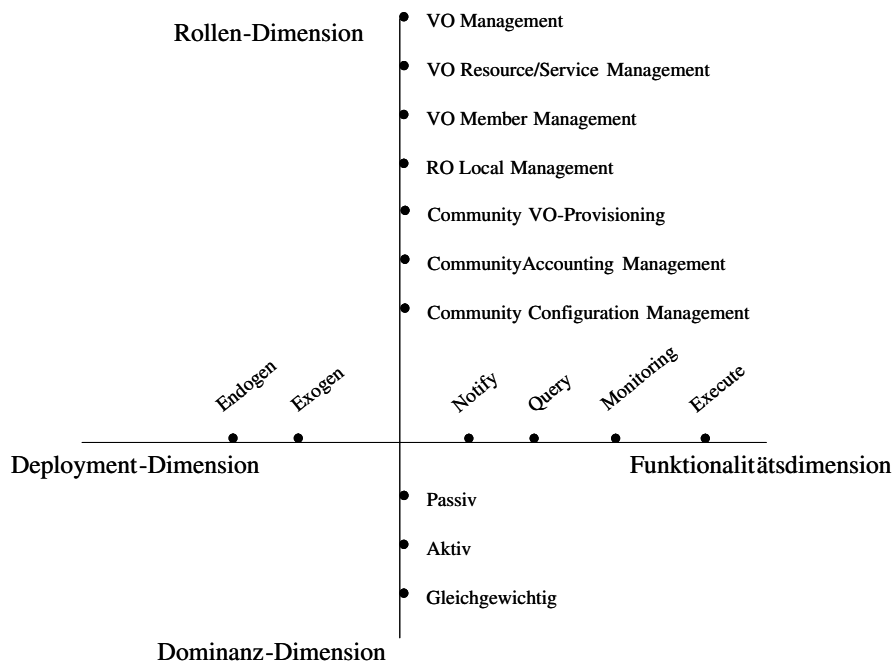 Rollen-Dimension
VO Management
VO Resource/Service Management
VO Member Management
RO Local Management
Community VO-Provisioning
CommunityAccounting Management
Community Configuration Management
Endogen
Exogen
Notify
Query
Monitoring
Execute
Deployment-Dimension
Funktionalitätsdimension
Passiv
Aktiv
Gleichgewichtig
Dominanz-Dimension